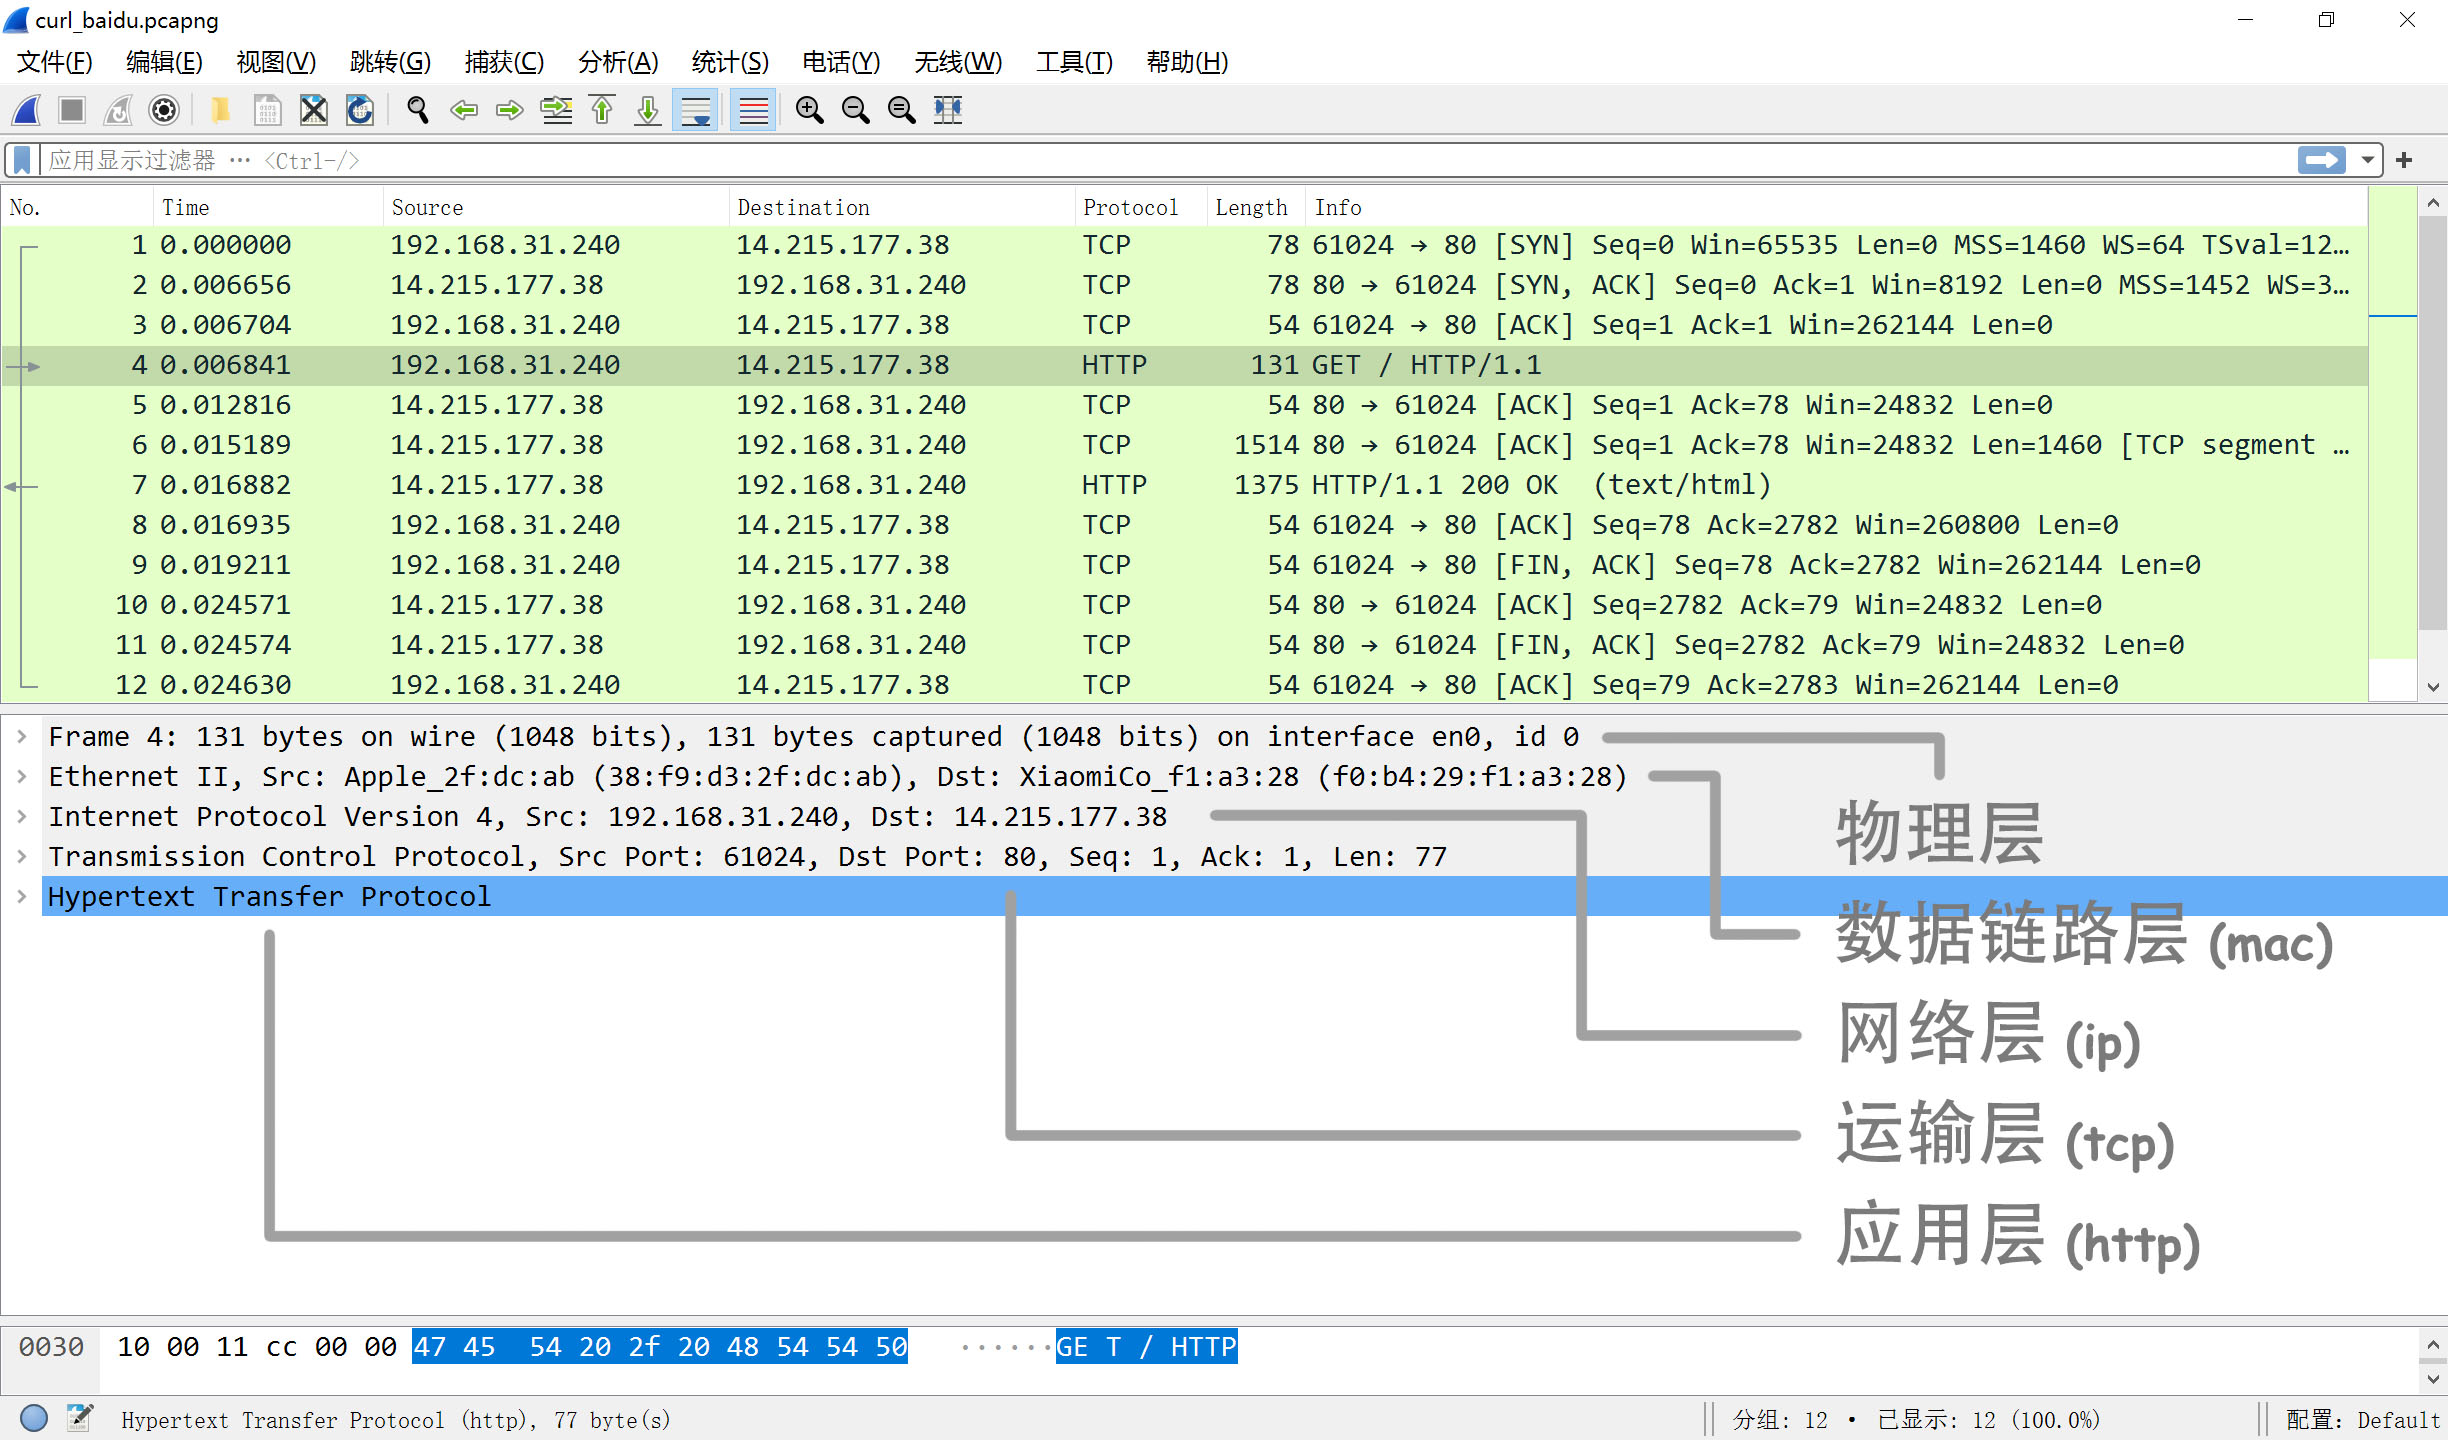 curl_baidu.pcapng
文件(F) 编辑(E) 视图(V) 跳转(G) 捕获(C) 分析(A) 统计(S) 电话(Y) 无线(W) 工具(T) 帮助(H)
应用显示过滤器 … <Ctrl-/>
No. Time Source Destination Protocol Length Info
1 0.000000 192.168.31.240 14.215.177.38 TCP 78 61024 → 80 [SYN] Seq=0 Win=65535 Len=0 MSS=1460 WS=64 TSval=12…
2 0.006656 14.215.177.38 192.168.31.240 TCP 78 80 → 61024 [SYN, ACK] Seq=0 Ack=1 Win=8192 Len=0 MSS=1452 WS=3…
3 0.006704 192.168.31.240 14.215.177.38 TCP 54 61024 → 80 [ACK] Seq=1 Ack=1 Win=262144 Len=0
4 0.006841 192.168.31.240 14.215.177.38 HTTP 131 GET / HTTP/1.1
5 0.012816 14.215.177.38 192.168.31.240 TCP 54 80 → 61024 [ACK] Seq=1 Ack=78 Win=24832 Len=0
6 0.015189 14.215.177.38 192.168.31.240 TCP 1514 80 → 61024 [ACK] Seq=1 Ack=78 Win=24832 Len=1460 [TCP segment …
7 0.016882 14.215.177.38 192.168.31.240 HTTP 1375 HTTP/1.1 200 OK  (text/html)
8 0.016935 192.168.31.240 14.215.177.38 TCP 54 61024 → 80 [ACK] Seq=78 Ack=2782 Win=260800 Len=0
9 0.019211 192.168.31.240 14.215.177.38 TCP 54 61024 → 80 [FIN, ACK] Seq=78 Ack=2782 Win=262144 Len=0
10 0.024571 14.215.177.38 192.168.31.240 TCP 54 80 → 61024 [ACK] Seq=2782 Ack=79 Win=24832 Len=0
11 0.024574 14.215.177.38 192.168.31.240 TCP 54 80 → 61024 [FIN, ACK] Seq=2782 Ack=79 Win=24832 Len=0
12 0.024630 192.168.31.240 14.215.177.38 TCP 54 61024 → 80 [ACK] Seq=79 Ack=2783 Win=262144 Len=0
Frame 4: 131 bytes on wire (1048 bits), 131 bytes captured (1048 bits) on interface en0, id 0
Ethernet II, Src: Apple_2f:dc:ab (38:f9:d3:2f:dc:ab), Dst: XiaomiCo_f1:a3:28 (f0:b4:29:f1:a3:28)
Internet Protocol Version 4, Src: 192.168.31.240, Dst: 14.215.177.38
Transmission Control Protocol, Src Port: 61024, Dst Port: 80, Seq: 1, Ack: 1, Len: 77
Hypertext Transfer Protocol
物理层
数据链路层 (mac)
网络层 (ip)
运输层 (tcp)
应用层 (http)
0030 10 00 11 cc 00 00 47 45 54 20 2f 20 48 54 54 50 ······GE T / HTTP
Hypertext Transfer Protocol (http), 77 byte(s) 分组: 12 · 已显示: 12 (100.0%) 配置: Default